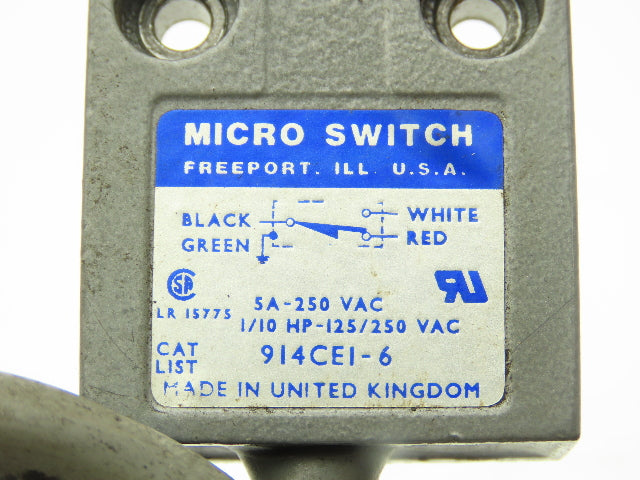 MICRO SWITCH
FREEPORT. ILL. U.S.A.
BLACK WHITE
GREEN RED
SA
LR 15775
5A-250 VAC
1/10 HP-125/250 VAC
CAT LIST 914CE1-6
MADE IN UNITED KINGDOM